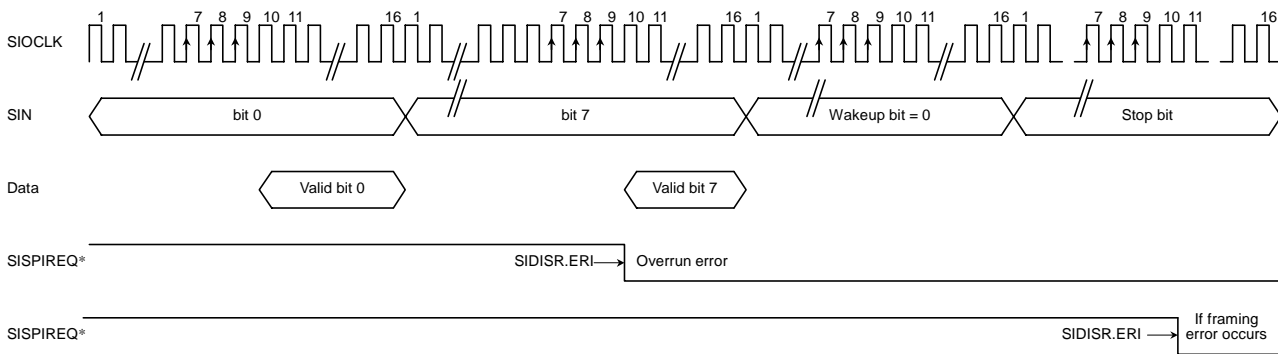 1 7 8 9 10 11 16 1 7 8 9 10 11 16 1 7 8 9 10 11 16 1 7 8 9 10 11 16
SIOCLK
SIN bit 0 bit 7 Wakeup bit = 0 Stop bit
Data Valid bit 0 Valid bit 7
SISPIREQ* SIDISR.ERI Overrun error
If framing
SISPIREQ* SIDISR.ERI error occurs